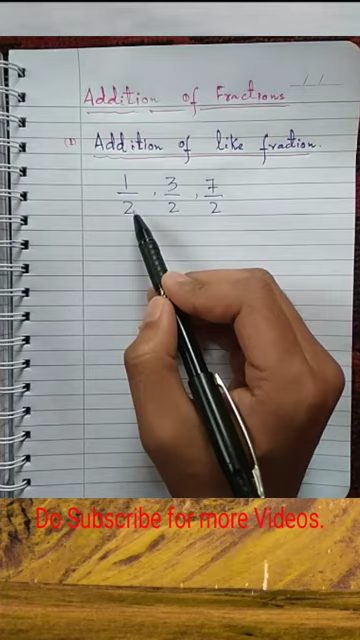 Addition of Fractions
(1) Addition of like fraction.
1/2, 3/2, 7/2
Do Subscribe for more Videos.